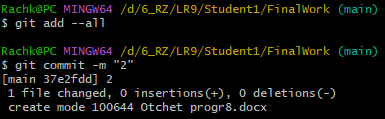 Rachk@PC MINGW64 /d/6_RZ/LR9/Student1/FinalWork (main)
$ git add --all
Rachk@PC MINGW64 /d/6_RZ/LR9/Student1/FinalWork (main)
$ git commit -m "2"
[main 37e2fdd] 2
1 file changed, 0 insertions(+), 0 deletions(-)
create mode 100644 Otchet progr8.docx